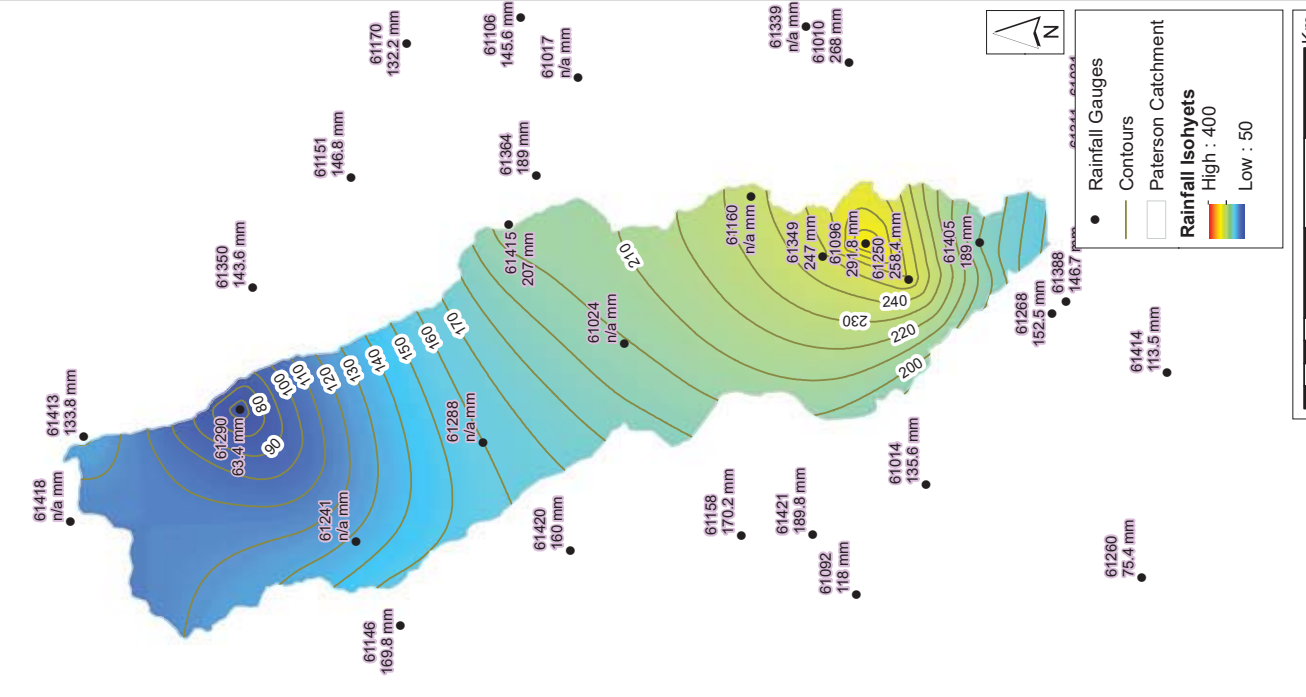 61418
n/a mm
61413
133.8 mm
61350
143.6 mm
61151
146.8 mm
61170
132.2 mm
61106
145.6 mm
61017
n/a mm
61339
n/a mm
61010
268 mm
61364
189 mm
61415
207 mm
61290
63.4 mm
61241
n/a mm
61288
n/a mm
61024
n/a mm
61146
169.8 mm
61420
160 mm
61158
170.2 mm
61421
189.8 mm
61092
118 mm
61014
135.6 mm
61260
75.4 mm
61414
113.5 mm
61268
152.5 mm
61388
146.7 mm
61160
n/a mm
61349
247 mm
61096
291.8 mm
61250
258.4 mm
61405
189 mm
80
90
100
110
120
130
140
150
160
170
210
200
220
230
240
N
Rainfall Gauges
Contours
Paterson Catchment
Rainfall Isohyets
High : 400
Low : 50